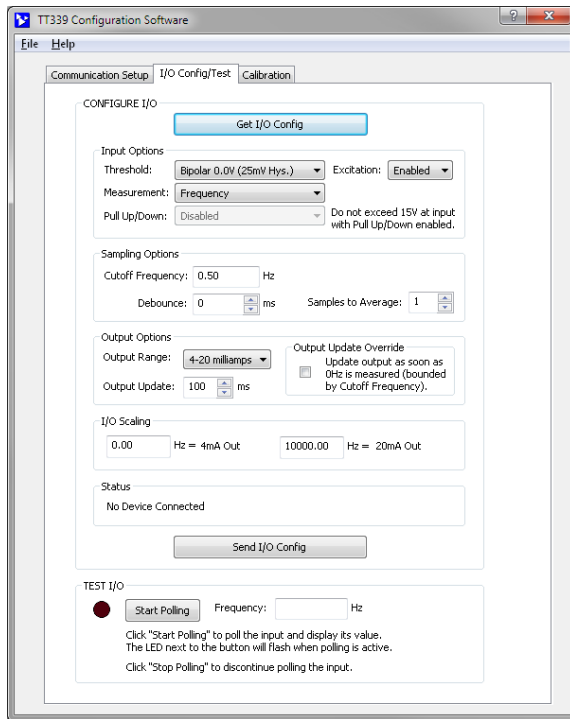 TT339 Configuration Software
File Help
Communication Setup I/O Config/Test Calibration
CONFIGURE I/O
Get I/O Config
Input Options
Threshold: Bipolar 0.0V (25mV Hys.) Excitation: Enabled
Measurement: Frequency
Pull Up/Down: Disabled
Do not exceed 15V at input
with Pull Up/Down enabled.
Sampling Options
Cutoff Frequency: 0.50 Hz
Debounce: 0 ms Samples to Average: 1
Output Options
Output Range: 4-20 milliamps
Output Update: 100 ms
Output Update Override
Update output as soon as
0Hz is measured (bounded
by Cutoff Frequency).
I/O Scaling
0.00 Hz = 4mA Out 10000.00 Hz = 20mA Out
Status
No Device Connected
Send I/O Config
TEST I/O
Start Polling Frequency: Hz
Click "Start Polling" to poll the input and display its value.
The LED next to the button will flash when polling is active.
Click "Stop Polling" to discontinue polling the input.